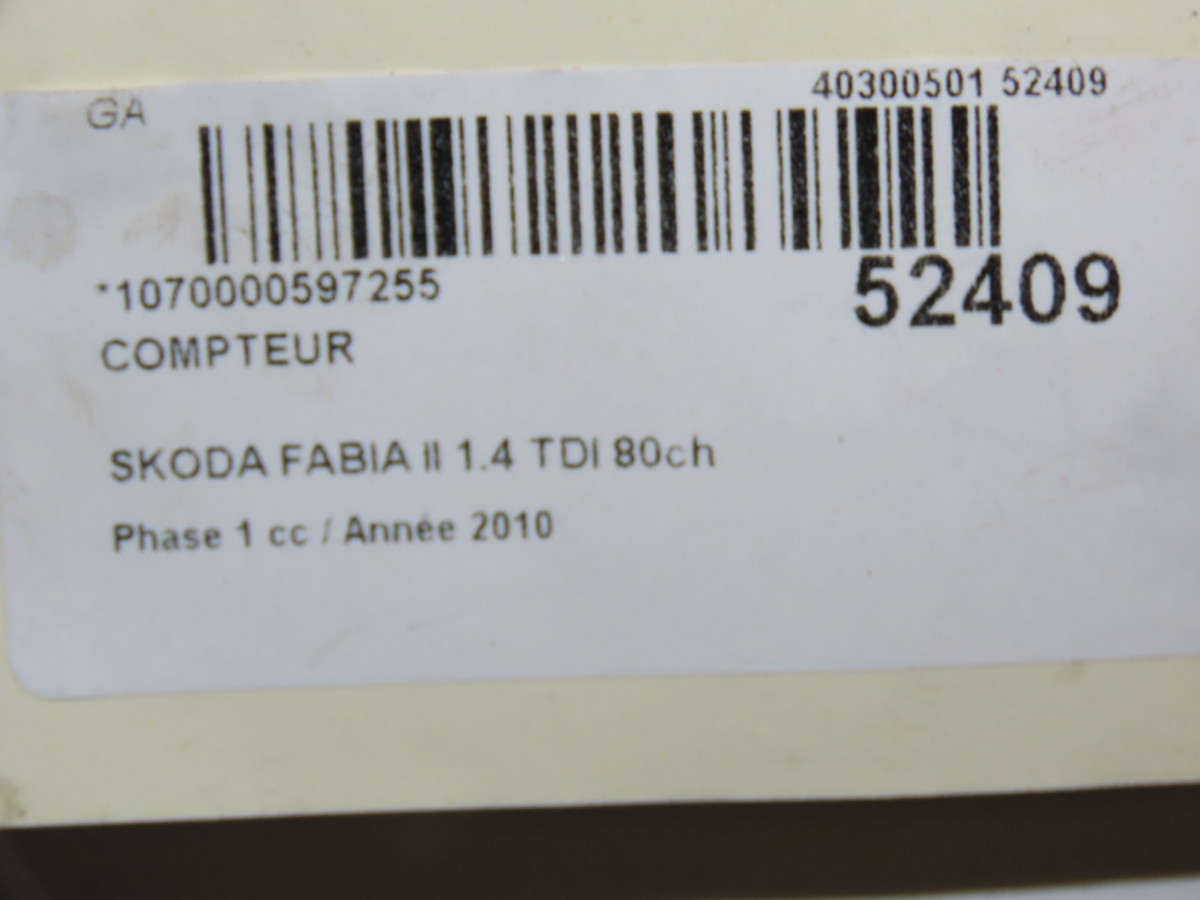 GA
40300501 52409
*1070000597255
52409
COMPTEUR
SKODA FABIA II 1.4 TDI 80ch
Phase 1 cc / Année 2010